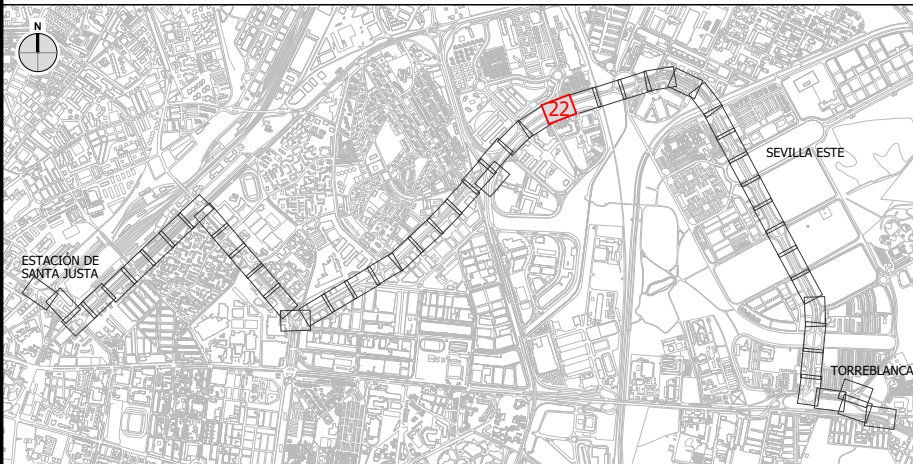 N
22
SEVILLA ESTE
ESTACIÓN DE
SANTA JUSTA
TORREBLANCA